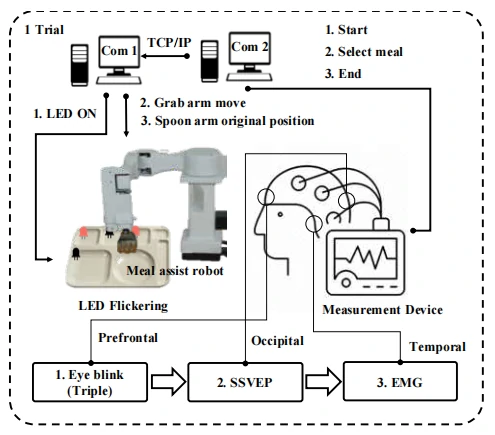 1 Trial
Com 1
TCP/IP
Com 2
1. Start
2. Select meal
3. End
1. LED ON
2. Grab arm move
3. Spoon arm original position
Meal assist robot
LED Flickering
Measurement Device
Prefrontal
Occipital
Temporal
1. Eye blink
(Triple)
2. SSVEP
3. EMG